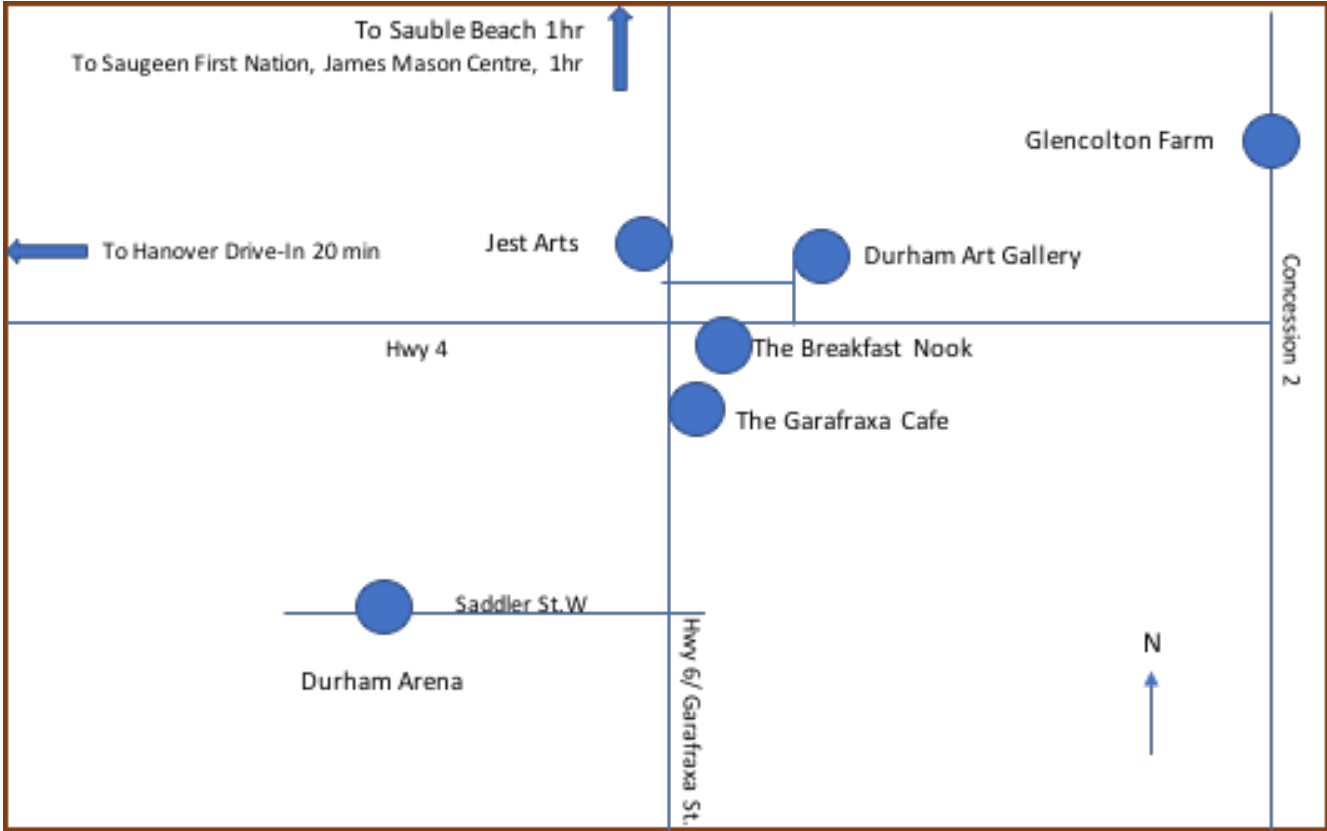 To Sauble Beach 1hr
To Saugeen First Nation, James Mason Centre, 1hr
Glencolton Farm
Jest Arts
To Hanover Drive-In 20 min
Durham Art Gallery
Concession 2
Hwy 4
The Breakfast Nook
The Garafraxa Cafe
Saddler St.W
Hwy 6/ Garafraxa St.
N
Durham Arena